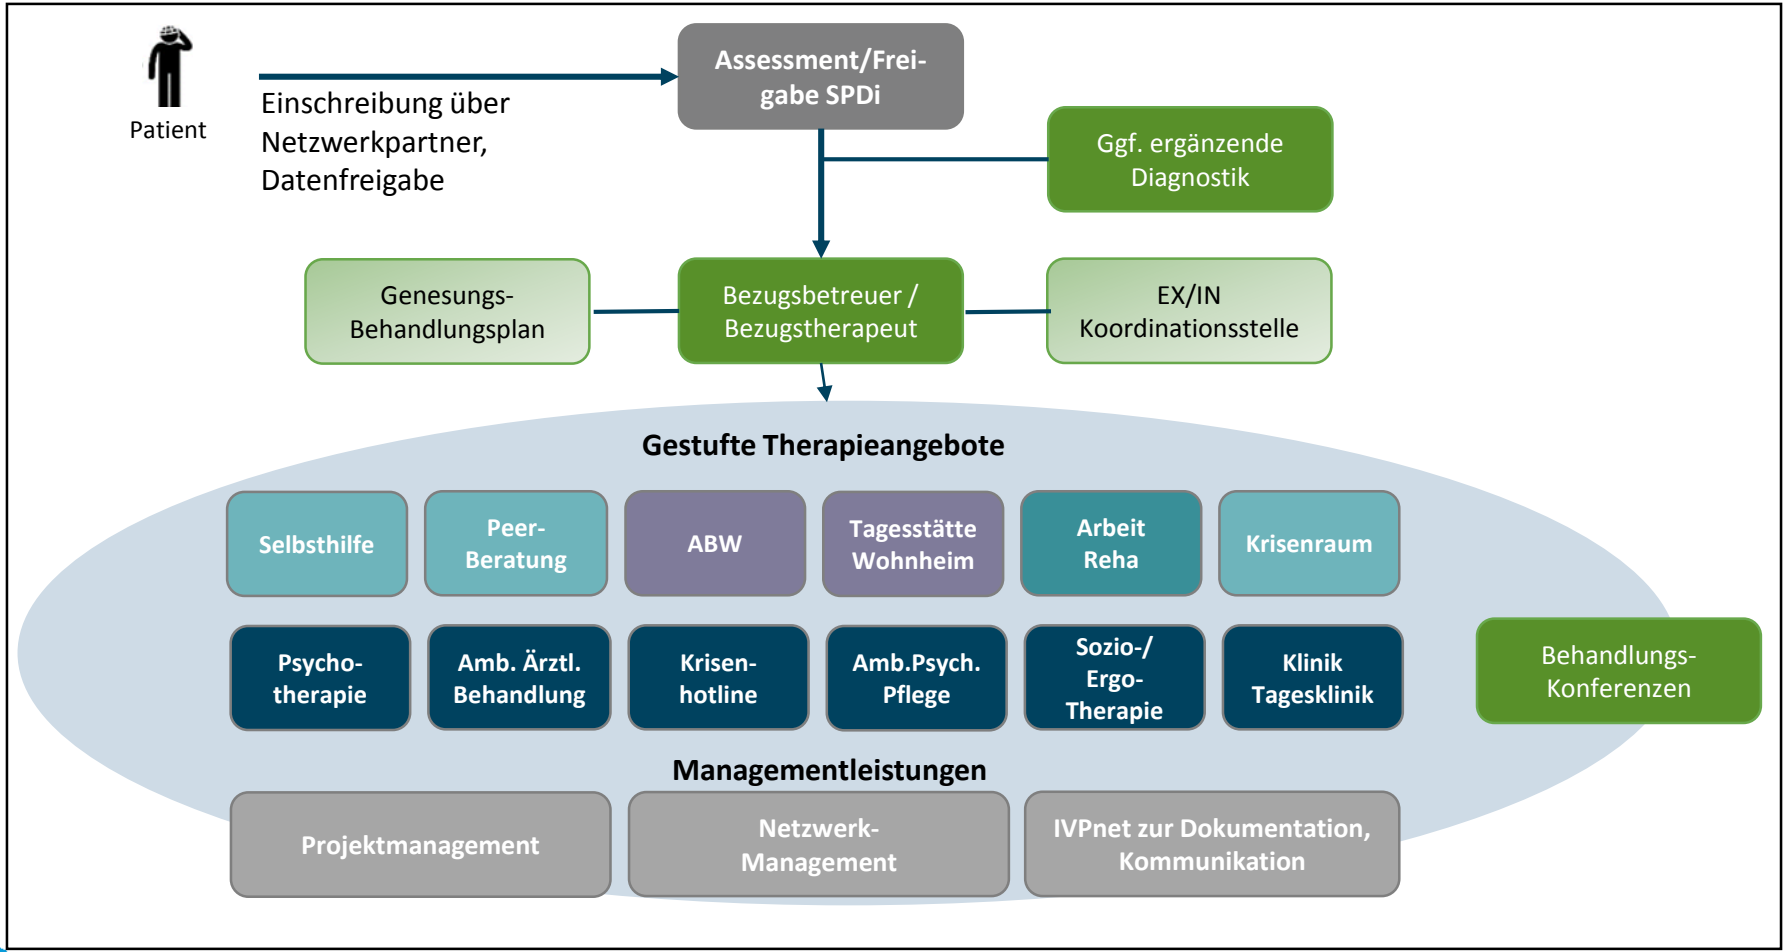 Patient
Einschreibung über
Netzwerkpartner,
Datenfreigabe
Assessment/Frei-
gabe SPDi
Ggf. ergänzende
Diagnostik
Genesungs-
Behandlungsplan
Bezugsbetreuer /
Bezugstherapeut
EX/IN
Koordinationsstelle
Gestufte Therapieangebote
Selbsthilfe
Peer-
Beratung
ABW
Tagesstätte
Wohnheim
Arbeit
Reha
Krisenraum
Psycho-
therapie
Amb. Ärztl.
Behandlung
Krisen-
hotline
Amb.Psych.
Pflege
Sozio-/
Ergo-
Therapie
Klinik
Tagesklinik
Behandlungs-
Konferenzen
Managementleistungen
Projektmanagement
Netzwerk-
Management
IVPnet zur Dokumentation,
Kommunikation